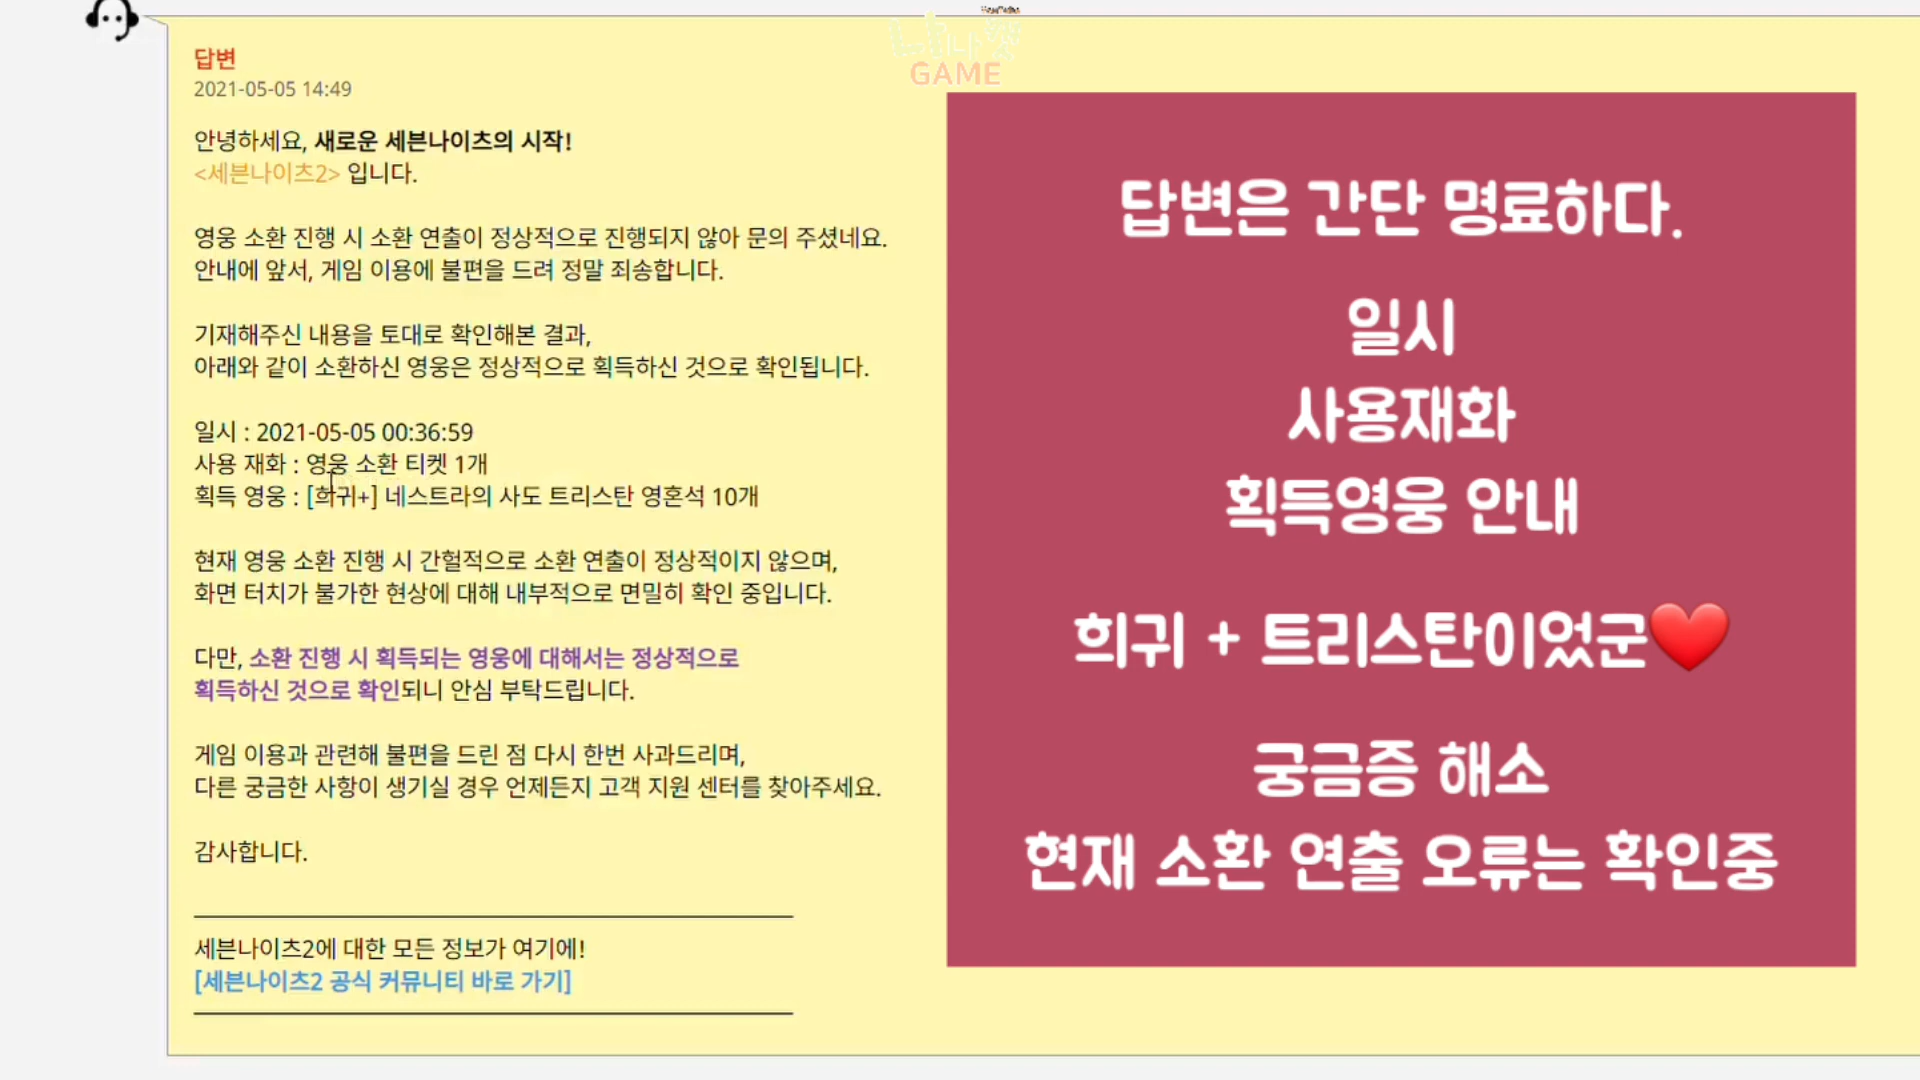 GAME
답변
2021-05-05 14:49
안녕하세요, 새로운 세븐나이츠의 시작!
<세븐나이츠2> 입니다.
영웅 소환 진행 시 소환 연출이 정상적으로 진행되지 않아 문의 주셨네요.
안내에 앞서, 게임 이용에 불편을 드려 정말 죄송합니다.
기재해주신 내용을 토대로 확인해본 결과,
아래와 같이 소환하신 영웅은 정상적으로 획득하신 것으로 확인됩니다.
일시 : 2021-05-05 00:36:59
사용 재화 : 영웅 소환 티켓 1개
획득 영웅 : [희귀+] 네스트라의 사도 트리스탄 영혼석 10개
현재 영웅 소환 진행 시 간헐적으로 소환 연출이 정상적이지 않으며,
화면 터치가 불가한 현상에 대해 내부적으로 면밀히 확인 중입니다.
다만, 소환 진행 시 획득되는 영웅에 대해서는 정상적으로
획득하신 것으로 확인되니 안심 부탁드립니다.
게임 이용과 관련해 불편을 드린 점 다시 한번 사과드리며,
다른 궁금한 사항이 생기실 경우 언제든지 고객 지원 센터를 찾아주세요.
감사합니다.
세븐나이츠2에 대한 모든 정보가 여기에!
[세븐나이츠2 공식 커뮤니티 바로 가기]
답변은 간단 명료하다.
일시
사용재화
획득영웅 안내
희귀 + 트리스탄이었군❤️
궁금증 해소
현재 소환 연출 오류는 확인중